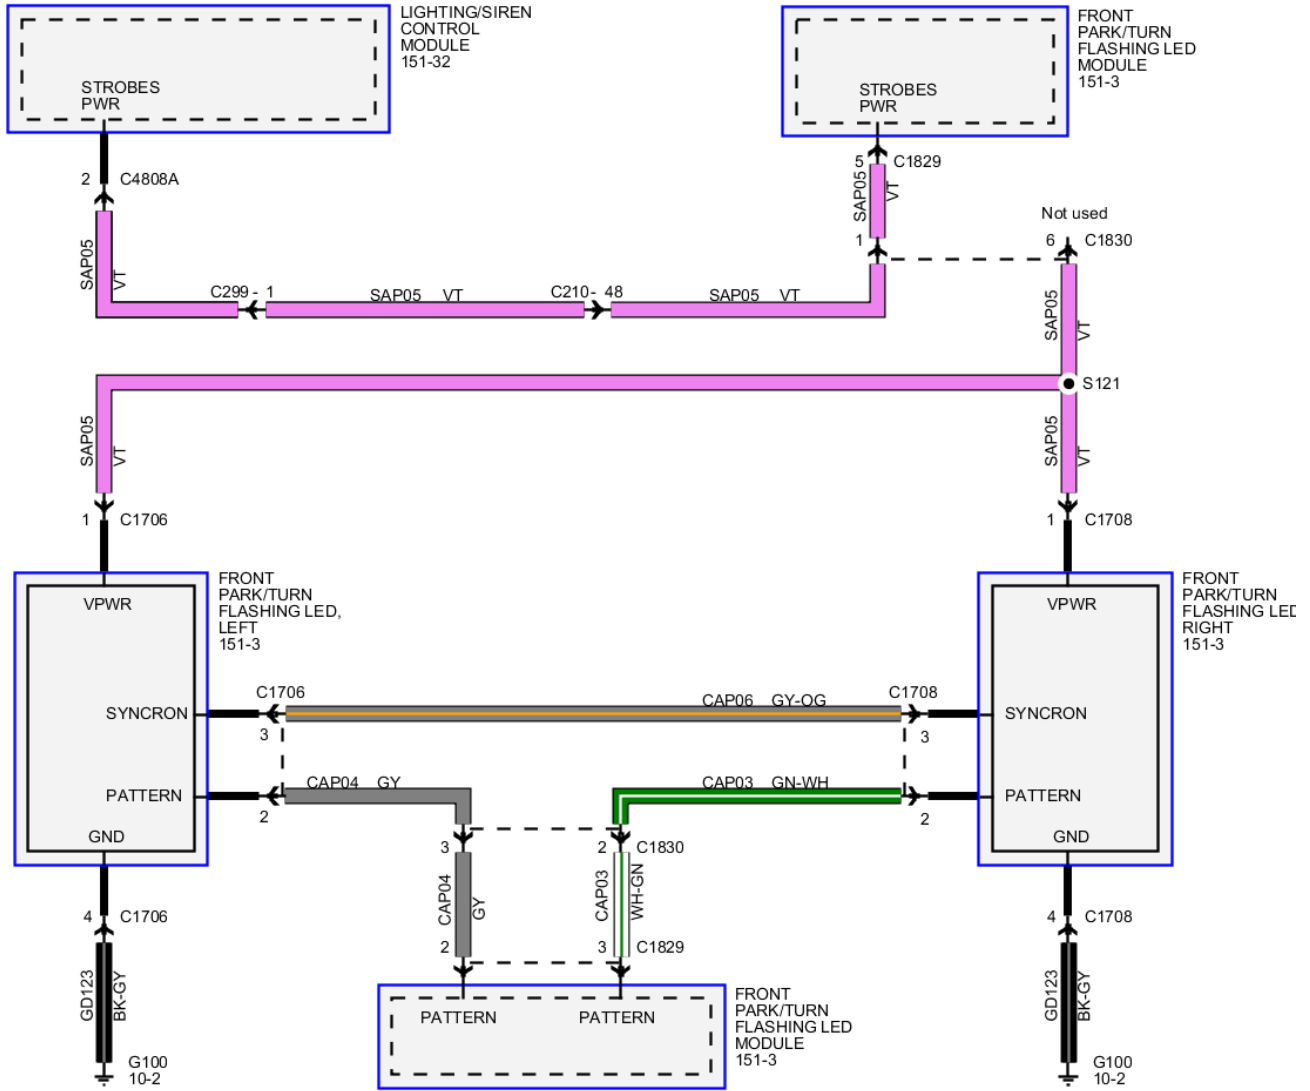 LIGHTING/SIREN
CONTROL
MODULE
151-32
STROBES
PWR
2 C4808A
SAP05
VT
C299 - 1
SAP05 VT
C210 - 48
SAP05 VT
FRONT
PARK/TURN
FLASHING LED
MODULE
151-3
STROBES
PWR
5 C1829
SAP05
VT
1
Not used
6 C1830
SAP05
VT
S121
SAP05
VT
SAP05
VT
1 C1706
1 C1708
FRONT
PARK/TURN
FLASHING LED,
LEFT
151-3
VPWR
SYNCRON
PATTERN
GND
FRONT
PARK/TURN
FLASHING LED
RIGHT
151-3
VPWR
SYNCRON
PATTERN
GND
C1706
3
CAP06 GY-OG
C1708
3
2
CAP04 GY
CAP03 GN-WH
2
3
2 C1830
CAP04
GY
CAP03
WH-GN
2
3 C1829
PATTERN
PATTERN
FRONT
PARK/TURN
FLASHING LED
MODULE
151-3
4 C1706
GD123
BK-GY
G100
10-2
4 C1708
GD123
BK-GY
G100
10-2